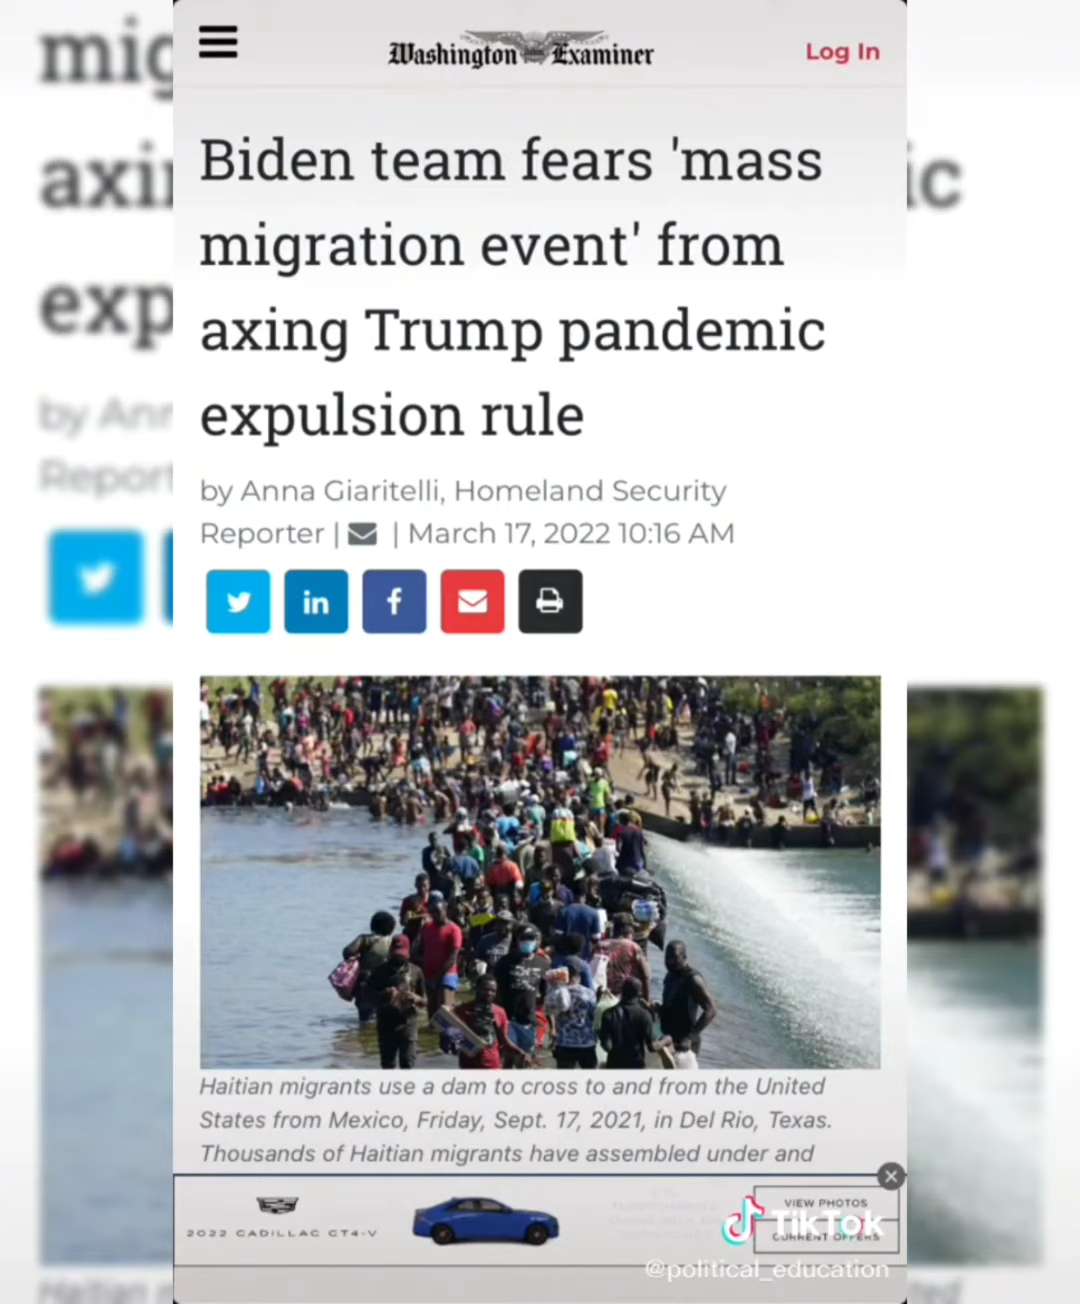 Washington Examiner
Log In
Biden team fears 'mass
migration event' from
axing Trump pandemic
expulsion rule
by Anna Giaritelli, Homeland Security
Reporter | | March 17, 2022 10:16 AM
in
f
Haitian migrants use a dam to cross to and from the United
States from Mexico, Friday, Sept. 17, 2021, in Del Rio, Texas.
Thousands of Haitian migrants have assembled under and
2022 CADILLAC CT4-V
VIEW PHOTOS
CURRENT OFFERS
TikTok
@political_education